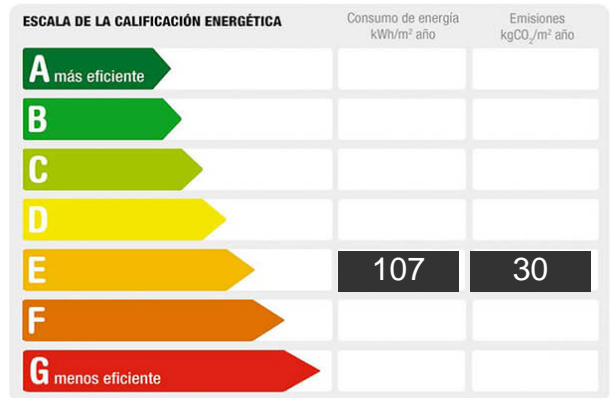 ESCALA DE LA CALIFICACIÓN ENERGÉTICA
Consumo de energía
kWh/m² año
Emisiones
kgCO₂/m² año
A más eficiente
B
C
D
E 107 30
F
G menos eficiente